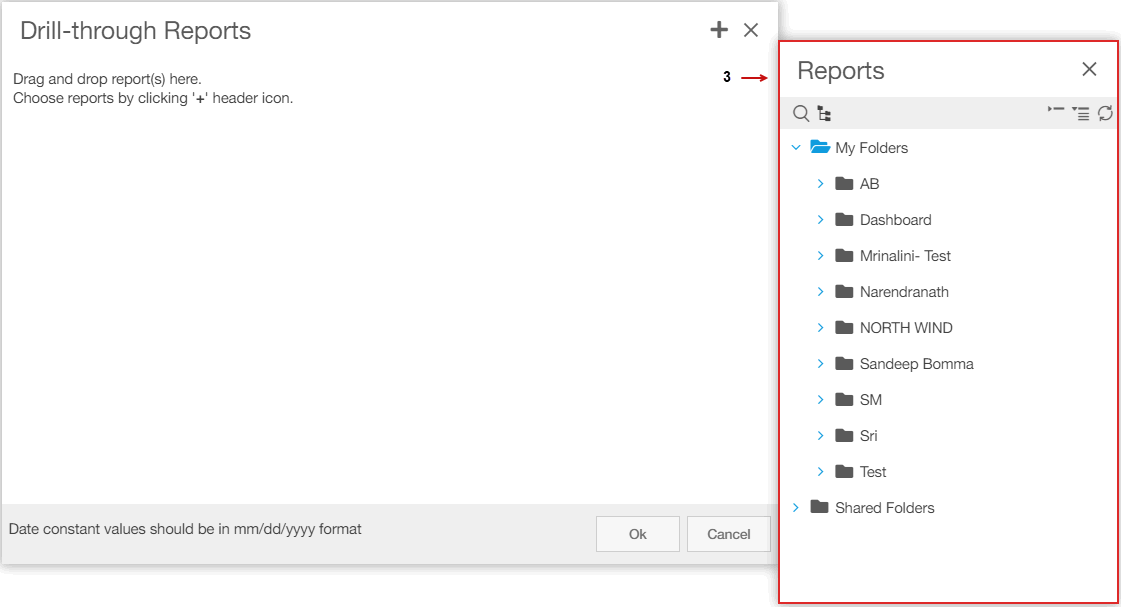 Drill-through Reports
Drag and drop report(s) here.
Choose reports by clicking '+' header icon.
Date constant values should be in mm/dd/yyyy format
Ok
Cancel
3
Reports
My Folders
AB
Dashboard
Mrinalini- Test
Narendranath
NORTH WIND
Sandeep Bomma
SM
Sri
Test
Shared Folders